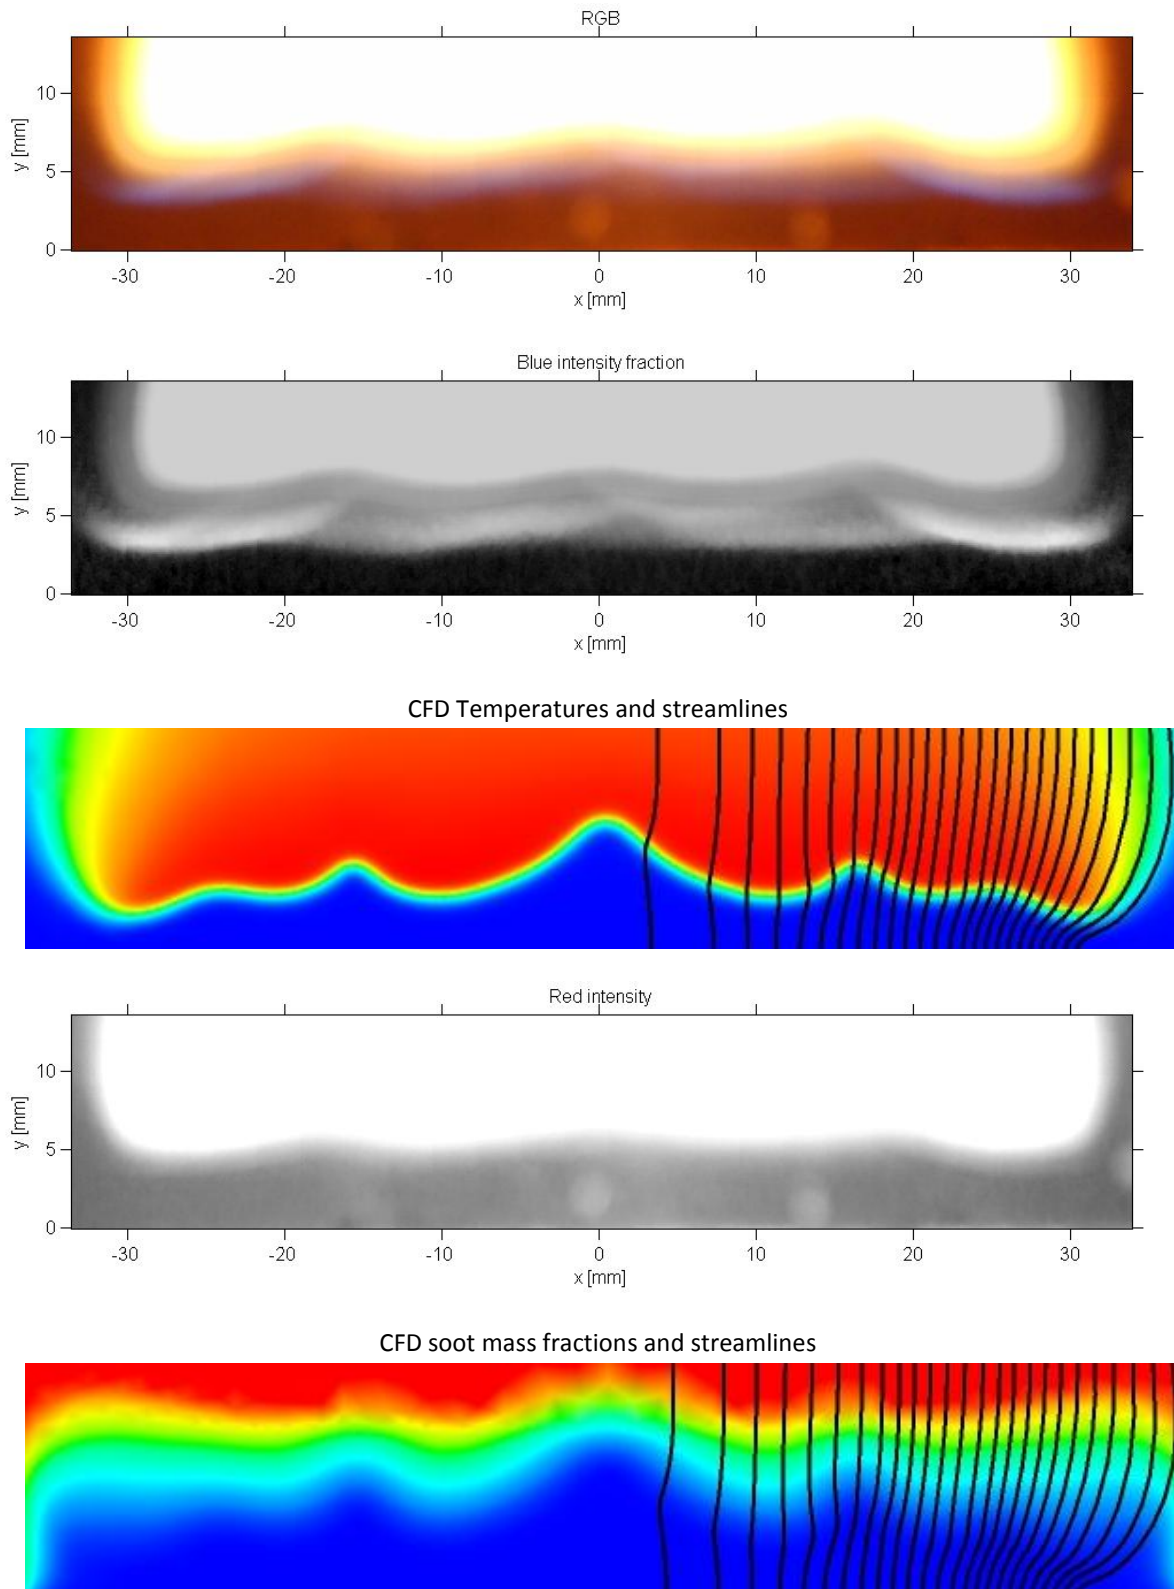 RGB
10
5
0
y [mm]
-30 -20 -10 0 10 20 30
x [mm]
Blue intensity fraction
10
5
0
y [mm]
-30 -20 -10 0 10 20 30
x [mm]
CFD Temperatures and streamlines
Red intensity
10
5
0
y [mm]
-30 -20 -10 0 10 20 30
x [mm]
CFD soot mass fractions and streamlines